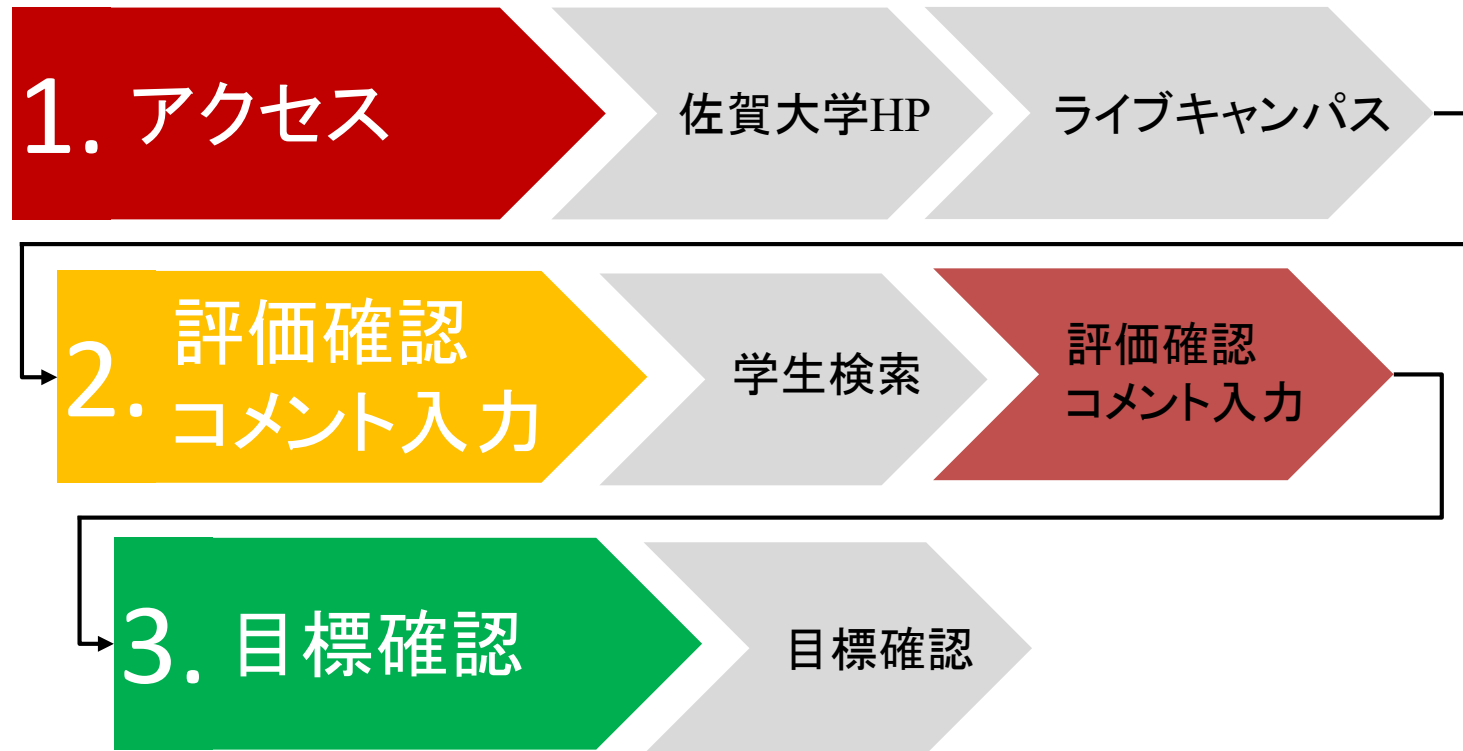 1. アクセス
佐賀大学HP
ライブキャンパス
2. 評価確認
コメント入力
学生検索
評価確認
コメント入力
3. 目標確認
目標確認